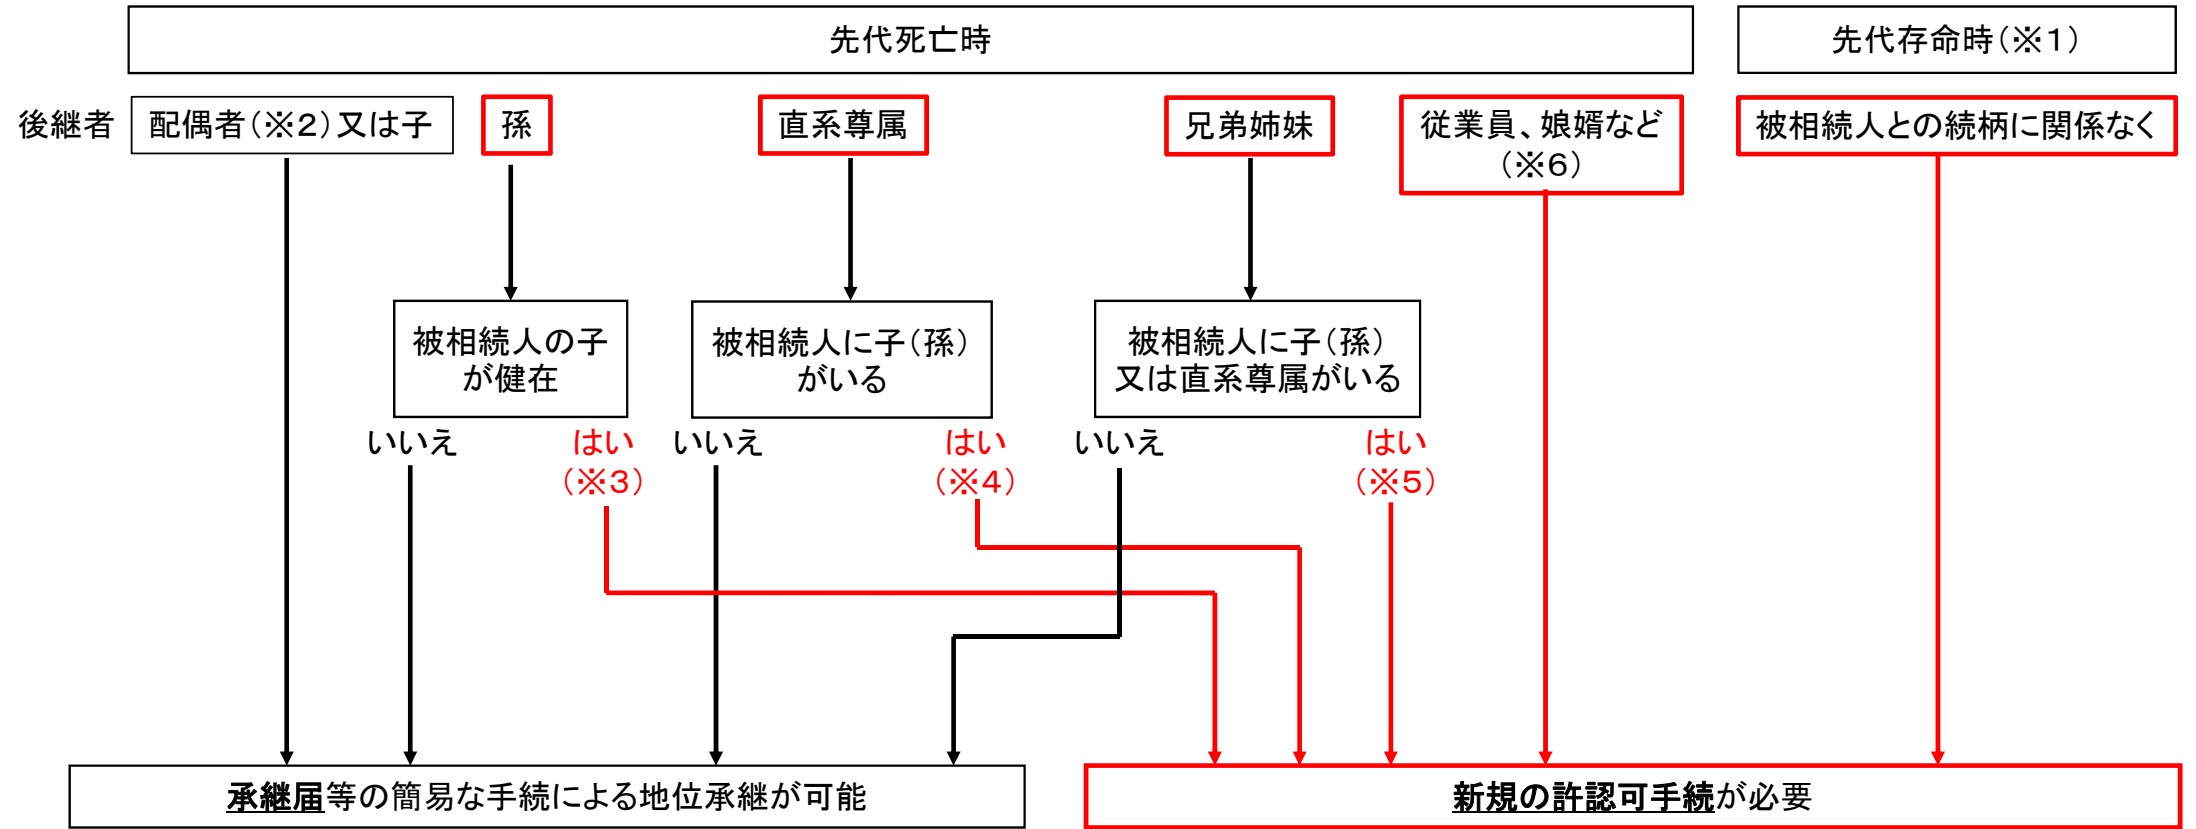 先代死亡時
先代存命時（※１）
後継者
配偶者（※２）又は子
孫
直系尊属
兄弟姉妹
従業員、娘婿など
（※６）
被相続人との続柄に関係なく
被相続人の子
が健在
被相続人に子（孫）
がいる
被相続人に子（孫）
又は直系尊属がいる
いいえ
はい
（※３）
いいえ
はい
（※４）
いいえ
はい
（※５）
承継届等の簡易な手続による地位承継が可能
新規の許認可手続が必要